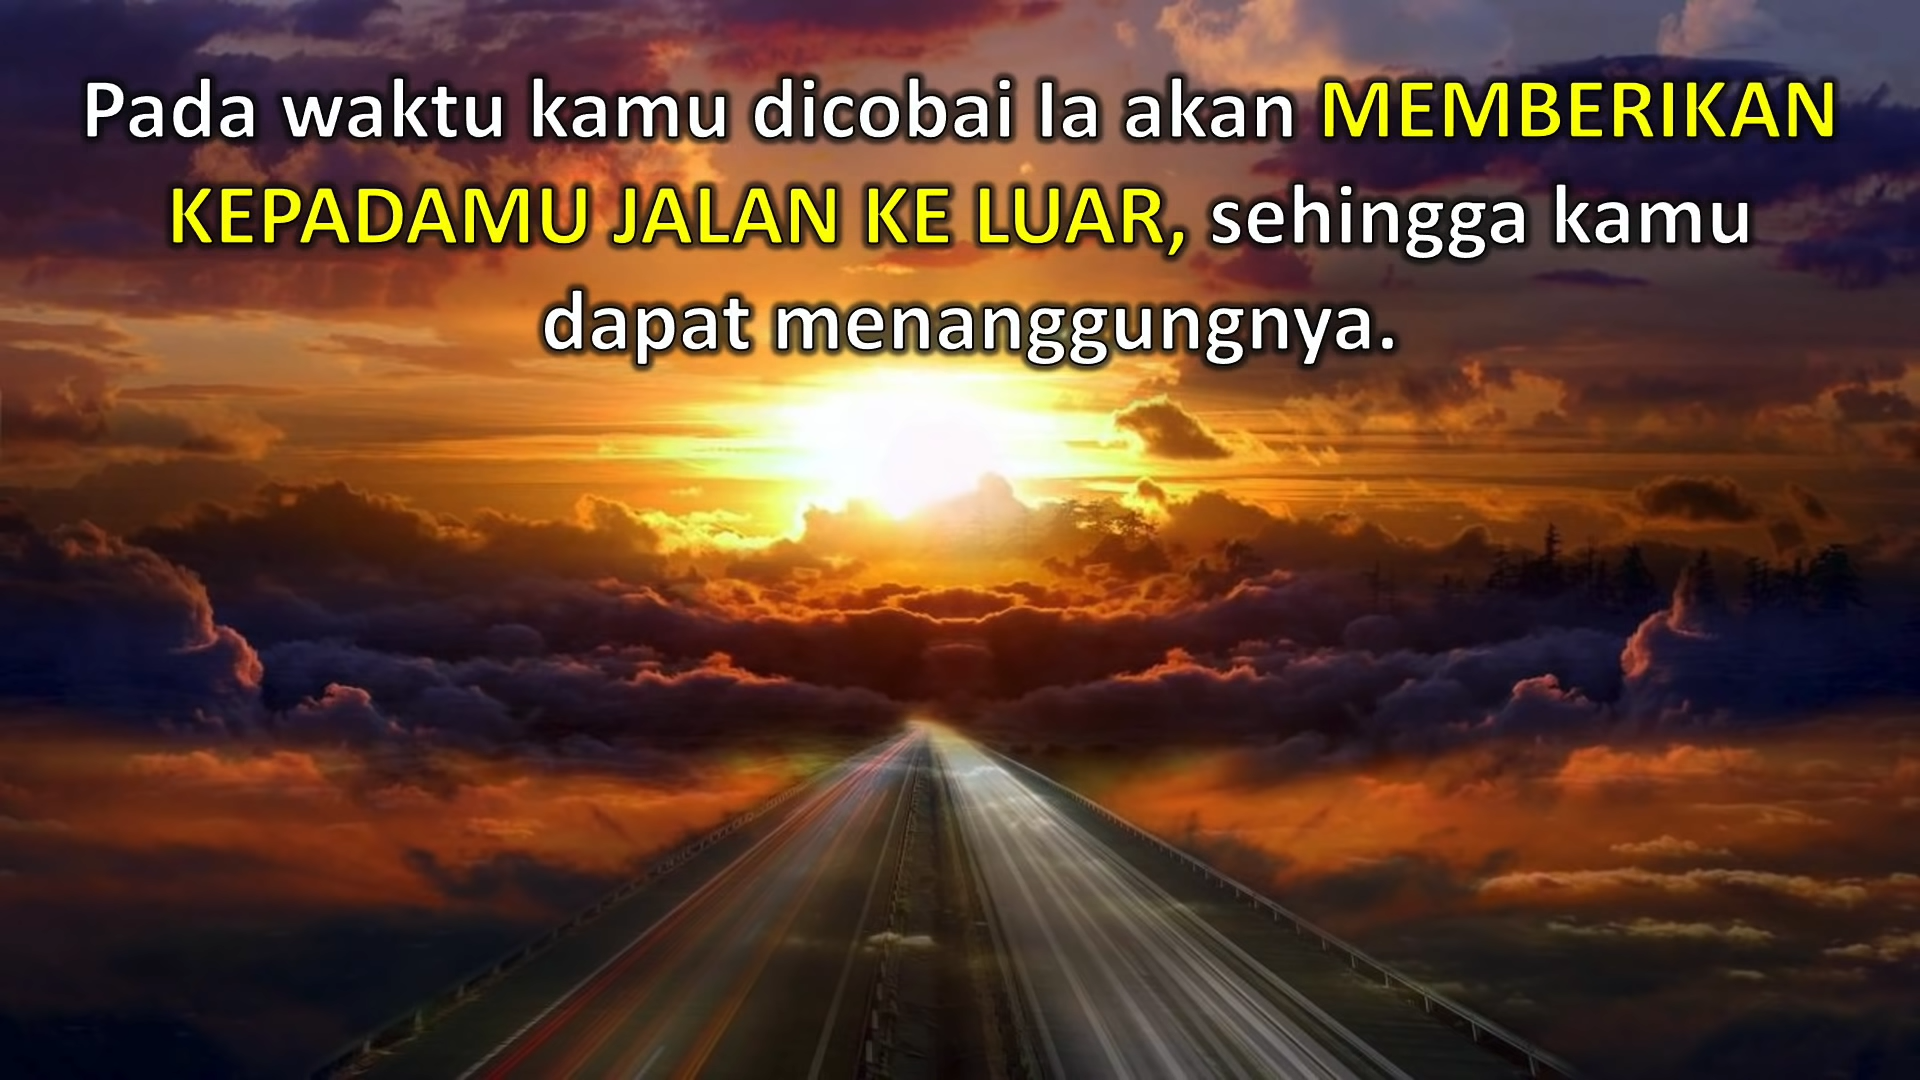 Pada waktu kamu dicobai Ia akan MEMBERIKAN
KEPADAMU JALAN KE LUAR, sehingga kamu
dapat menanggungnya.